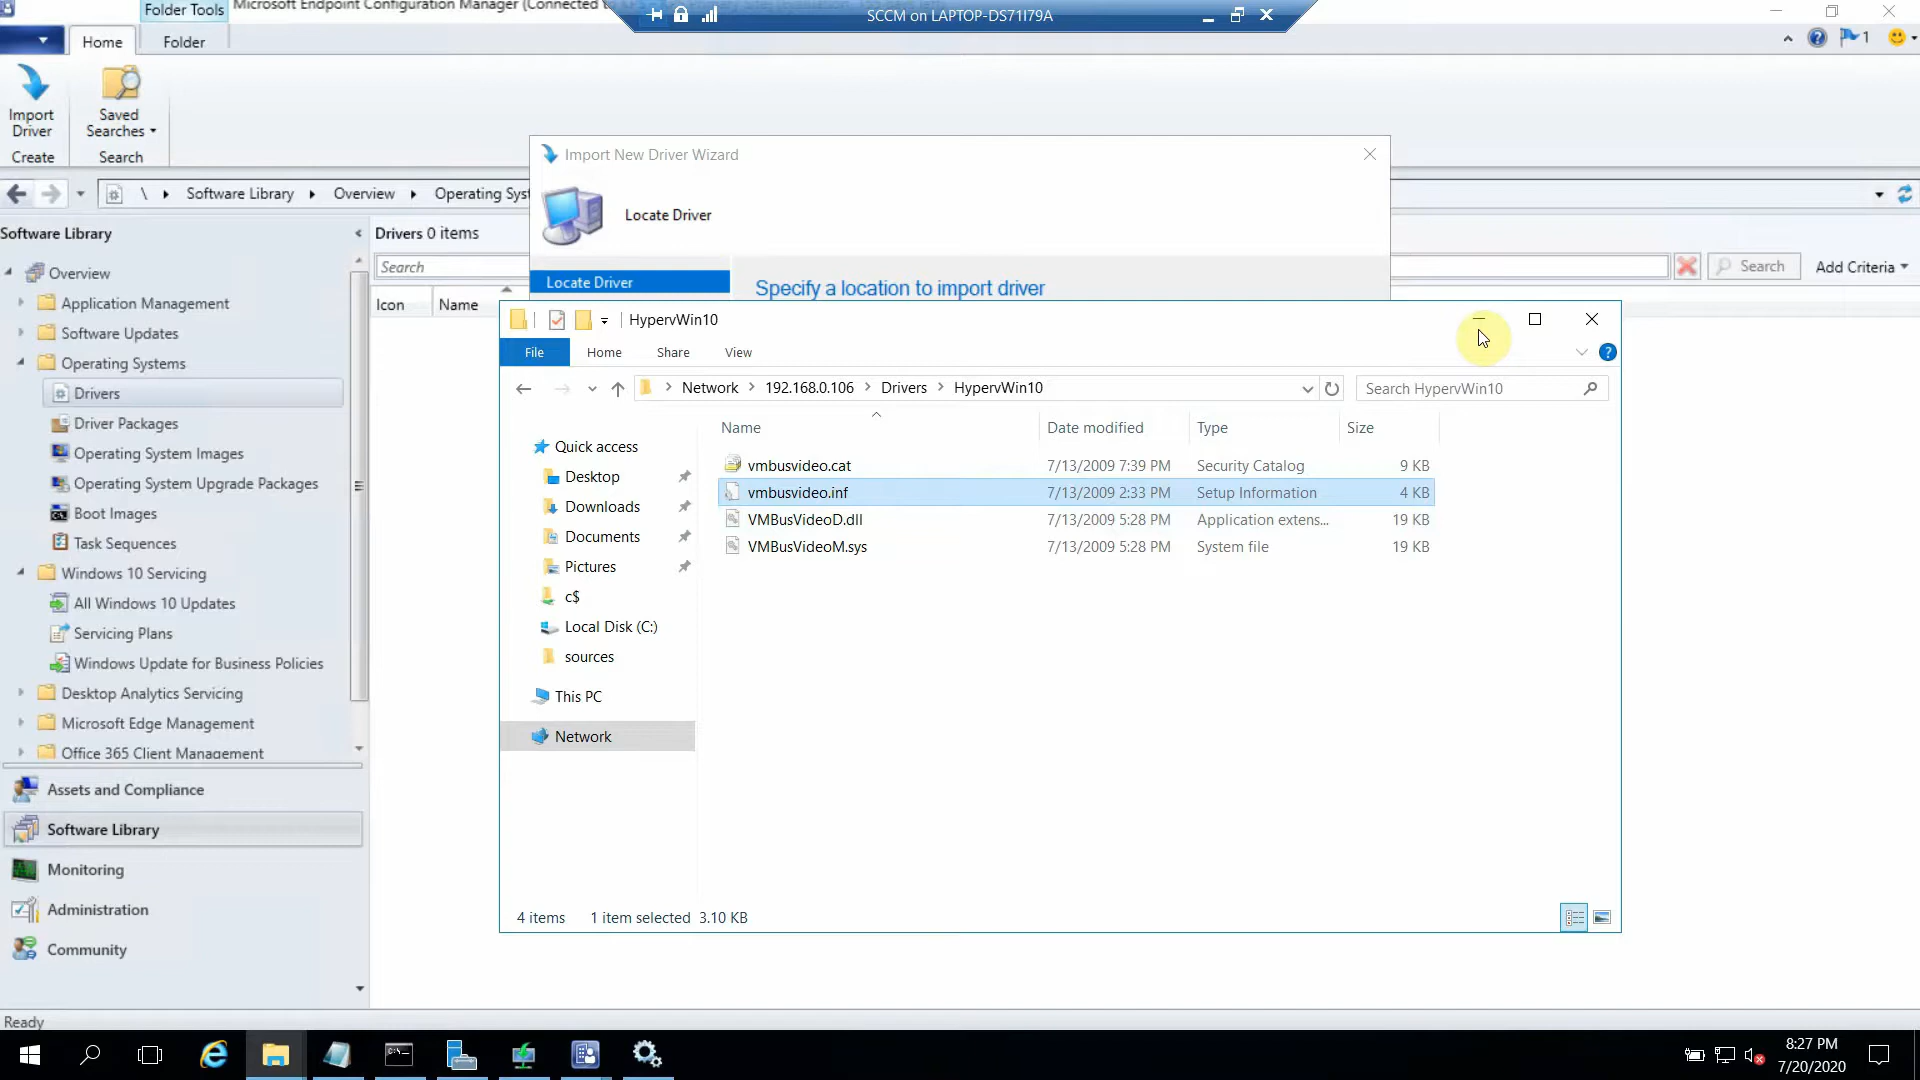 Folder Tools
Microsoft Endpoint Configuration Manager (Connected to
SCCM on LAPTOP-DS71I79A
Home
Folder
1
Import
Driver
Saved
Searches
Create
Search
\ Software Library Overview Operating Syst
Software Library
Drivers 0 items
Search
Search
Add Criteria
Icon
Name
Overview
Application Management
Software Updates
Operating Systems
Drivers
Driver Packages
Operating System Images
Operating System Upgrade Packages
Boot Images
Task Sequences
Windows 10 Servicing
All Windows 10 Updates
Servicing Plans
Windows Update for Business Policies
Desktop Analytics Servicing
Microsoft Edge Management
Office 365 Client Management
Assets and Compliance
Software Library
Monitoring
Administration
Community
Ready
Import New Driver Wizard
Locate Driver
Locate Driver
Specify a location to import driver
HypervWin10
File
Home
Share
View
Network 192.168.0.106 Drivers HypervWin10
Search HypervWin10
Quick access
Desktop
Downloads
Documents
Pictures
c$
Local Disk (C:)
sources
This PC
Network
Name Date modified Type Size
vmbusvideo.cat 7/13/2009 7:39 PM Security Catalog 9 KB
vmbusvideo.inf 7/13/2009 2:33 PM Setup Information 4 KB
VMBusVideoD.dll 7/13/2009 5:28 PM Application extens... 19 KB
VMBusVideoM.sys 7/13/2009 5:28 PM System file 19 KB
4 items 1 item selected 3.10 KB
8:27 PM
7/20/2020